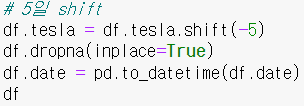 # 5일 shift
df.tesla = df.tesla.shift(-5)
df.dropna(inplace=True)
df.date = pd.to_datetime(df.date)
df